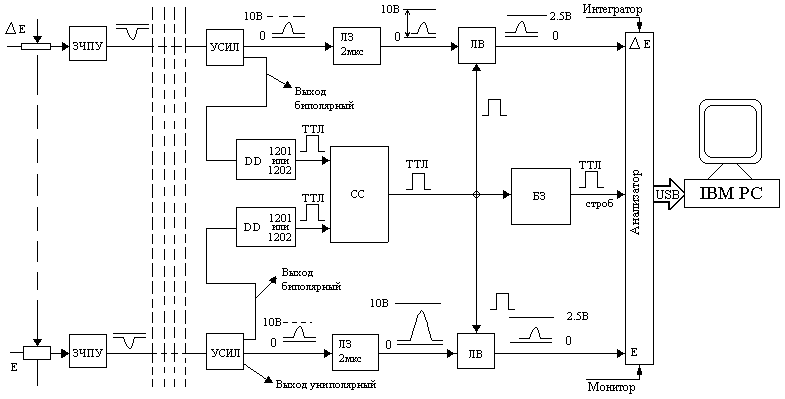 Δ E
ЗЧПУ
УСИЛ
10В
0
ЛЗ
2мкс
10В
0
ЛВ
2.5В
0
Интегратор
Δ E
Выход
биполярный
DD
1201
или
1202
ТТЛ
СС
ТТЛ
БЗ
ТТЛ
строб
Анализатор
USB
IBM PC
DD
1201
или
1202
ТТЛ
Выход
биполярный
E
ЗЧПУ
УСИЛ
10В
0
ЛЗ
2мкс
10В
0
ЛВ
2.5В
0
E
Выход униполярный
Монитор